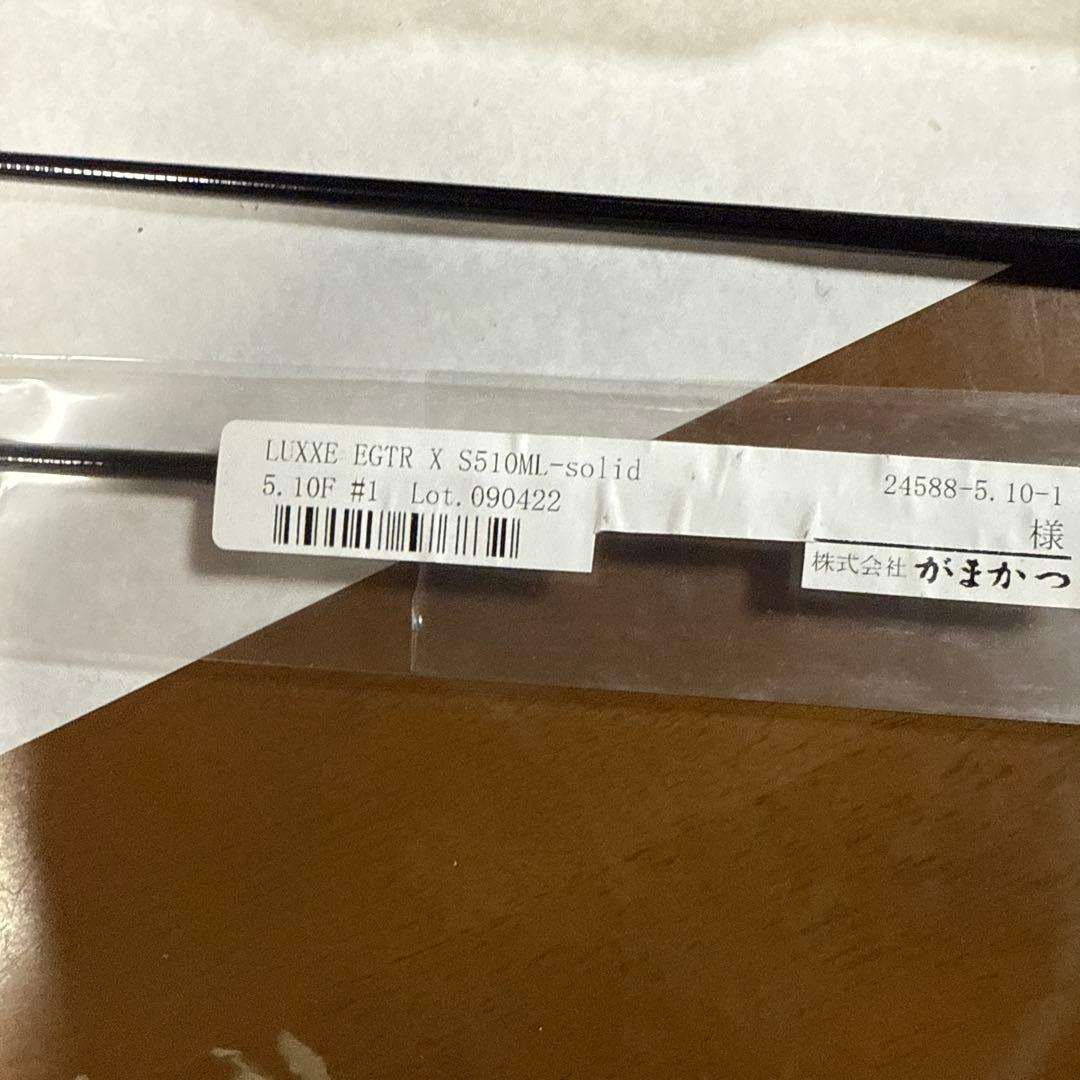 LUXXE EGTR X S510ML-solid
5.10F #1 Lot.090422
24588-5.10-1
様
株式会社 がまかつ